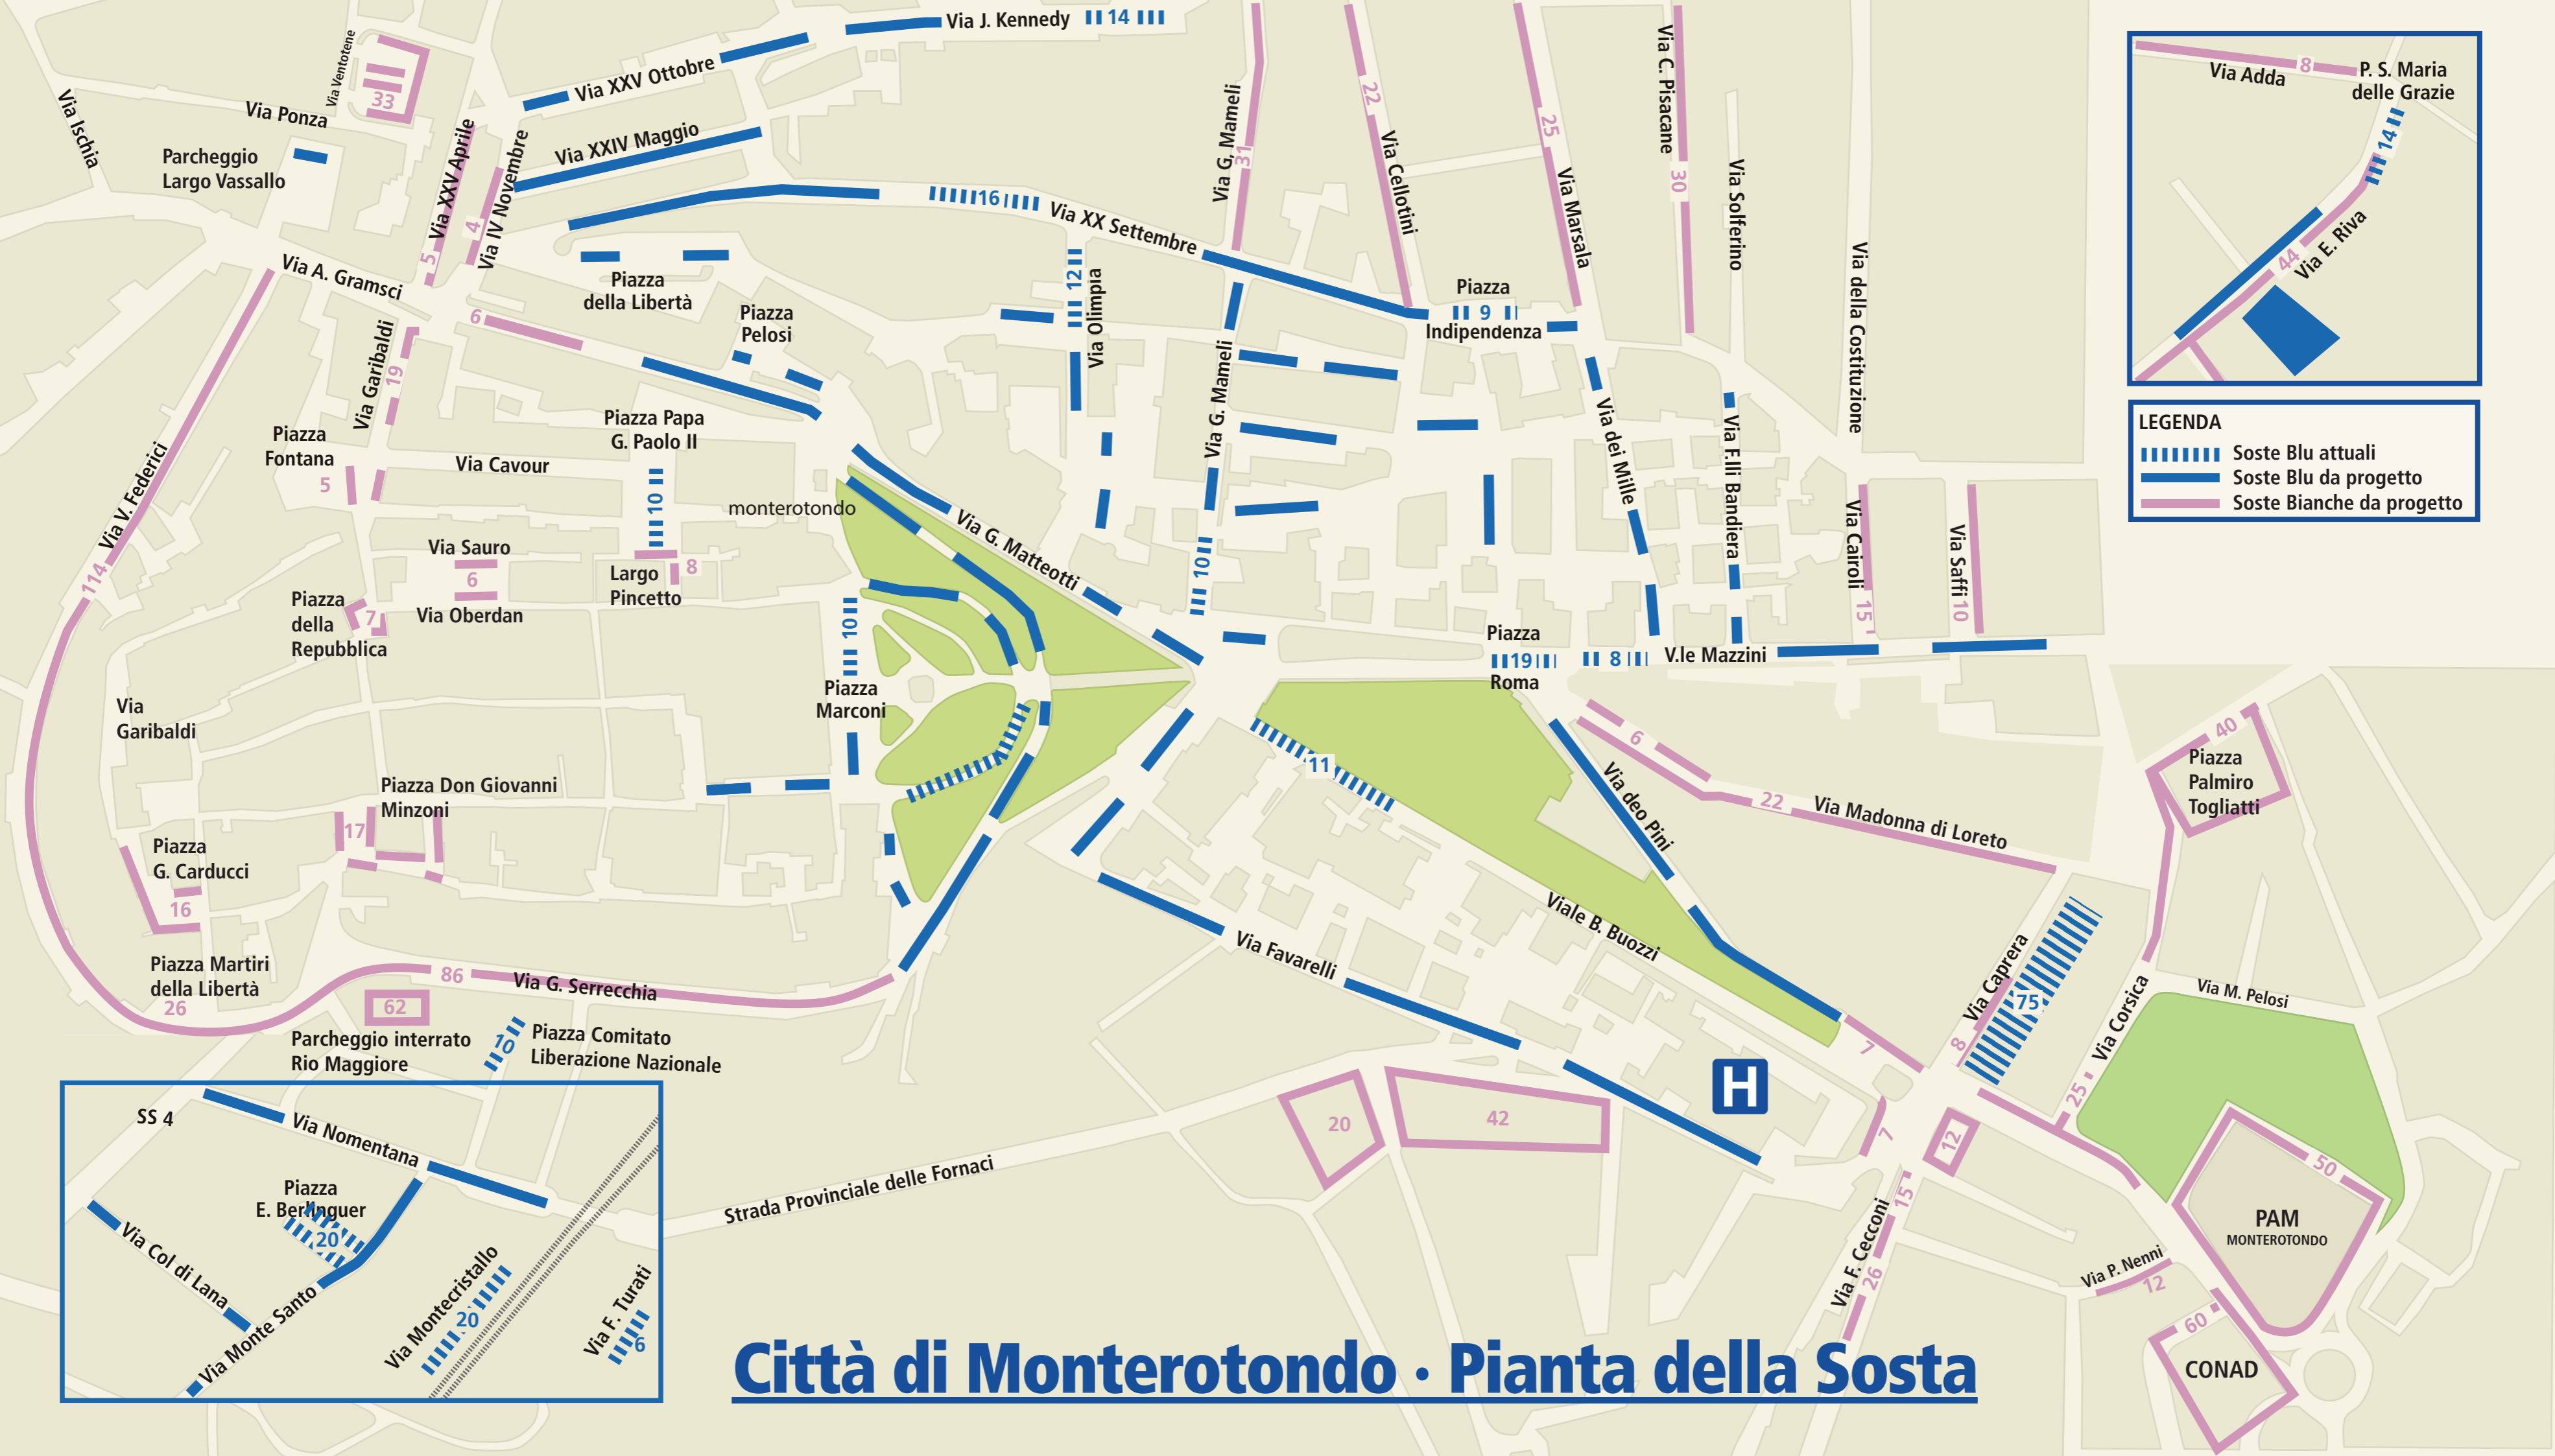 Via J. Kennedy
14
Via XXV Ottobre
Via XXIV Maggio
Via Ventotene
33
Via Ischia
Via Ponza
Parcheggio
Largo Vassallo
Via XXV Aprile
5
4
Via IV Novembre
16
Via XX Settembre
Via G. Mameli
31
22
Via Cellotini
25
Via Marsala
Via C. Pisacane
30
Via Solferino
Via della Costituzione
8
Via Adda
P. S. Maria
delle Grazie
14
44
Via E. Riva
LEGENDA
Soste Blu attuali
Soste Blu da progetto
Soste Bianche da progetto
Via A. Gramsci
6
Piazza
della Libertà
Piazza
Pelosi
12
Via Olimpia
Piazza
9
Indipendenza
Via Garibaldi
19
Via V. Federici
114
Piazza
Fontana
5
Via Cavour
Piazza Papa
G. Paolo II
10
monterotondo
Via G. Mameli
10
Via dei Mille
Via F.lli Bandiera
Via Cairoli
15
Via Saffi
10
Via G. Matteotti
Via Sauro
6
Via Oberdan
Largo
Pincetto
8
Piazza
della
Repubblica
7
10
Piazza
Marconi
Piazza
19
Roma
8
V.le Mazzini
Via
Garibaldi
Piazza Don Giovanni
Minzoni
17
Piazza
G. Carducci
16
11
6
Via deo Pini
22
Via Madonna di Loreto
40
Piazza
Palmiro
Togliatti
Piazza Martiri
della Libertà
26
86
Via G. Serrecchia
62
Parcheggio interrato
Rio Maggiore
10
Piazza Comitato
Liberazione Nazionale
Via Favarelli
Viale B. Buozzi
7
Via Caprera
75
8
Via Corsica
25
Via M. Pelosi
H
20
42
7
12
15
Via F. Cecconi
26
50
PAM
MONTEROTONDO
Via P. Nenni
12
60
CONAD
SS 4
Via Nomentana
Piazza
E. Berlinguer
20
Via Col di Lana
Via Monte Santo
Via Montecristallo
20
Via F. Turati
6
Strada Provinciale delle Fornaci
Città di Monterotondo · Pianta della Sosta